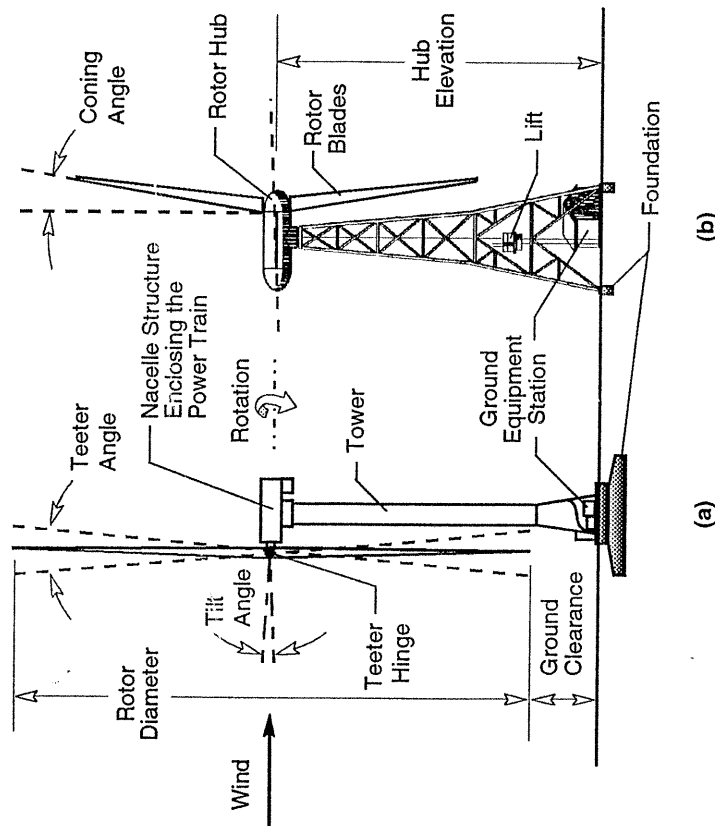 Rotor
Diameter
Teeter
Angle
Coning
Angle
Nacelle Structure
Enclosing the
Power Train
Rotor Hub
Wind
Tilt
Angle
Rotation
Teeter
Hinge
Tower
Rotor
Blades
Hub
Elevation
Ground
Clearance
Ground
Equipment
Station
Lift
Foundation
(a)
(b)